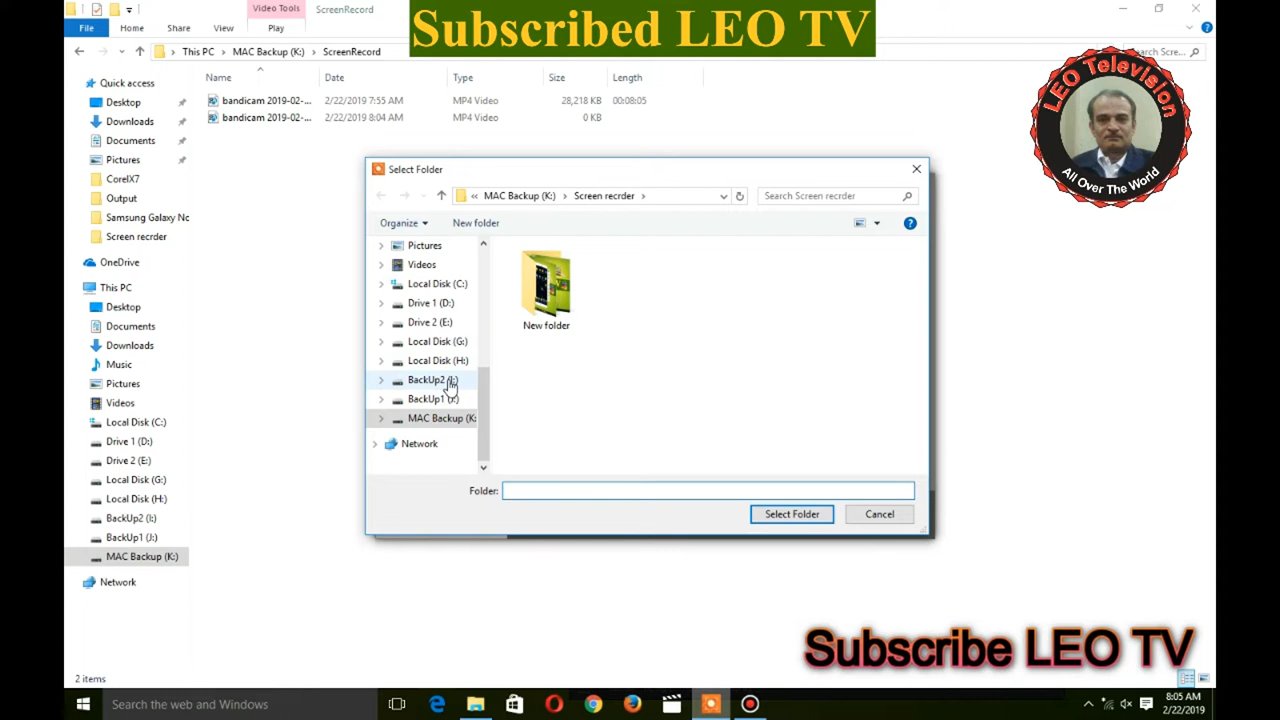 Video Tools
ScreenRecord
Subscribed LEO TV
File
Home
Share
View
Play
This PC
MAC Backup (K:)
ScreenRecord
Search Scre...
Name
Date
Type
Size
Length
bandicam 2019-02-...
2/22/2019 7:55 AM
MP4 Video
28,218 KB
00:08:05
bandicam 2019-02-...
2/22/2019 8:04 AM
MP4 Video
0 KB
LEO Television
All Over The World
Quick access
Desktop
Downloads
Documents
Pictures
CorelX7
Output
Samsung Galaxy Nc
Screen recrder
OneDrive
This PC
Desktop
Documents
Downloads
Music
Pictures
Videos
Local Disk (C:)
Drive 1 (D:)
Drive 2 (E:)
Local Disk (G:)
Local Disk (H:)
BackUp2 (I:)
BackUp1 (J:)
MAC Backup (K:)
Network
2 items
Select Folder
MAC Backup (K:)
Screen recrder
Search Screen recrder
Organize
New folder
Pictures
Videos
Local Disk (C:)
Drive 1 (D:)
Drive 2 (E:)
Local Disk (G:)
Local Disk (H:)
BackUp2 (I:)
BackUp1 (J:)
MAC Backup (K:
Network
New folder
Folder:
Select Folder
Cancel
Subscribe LEO TV
Search the web and Windows
8:05 AM
2/22/2019